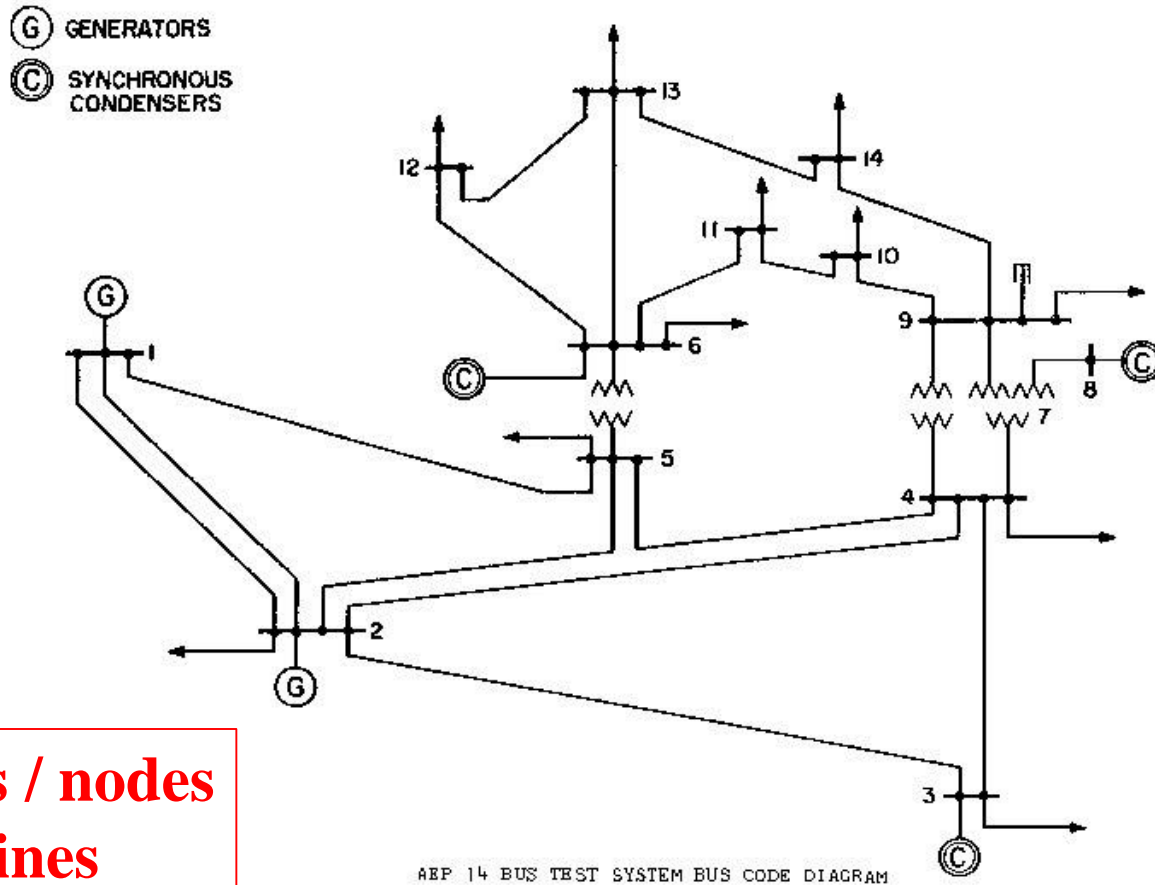 G GENERATORS
C SYNCHRONOUS
CONDENSERS
13
12
14
11
10
G
9
1
6
C
8
C
7
5
4
2
G
s / nodes
ines
3
C
AEP 14 BUS TEST SYSTEM BUS CODE DIAGRAM